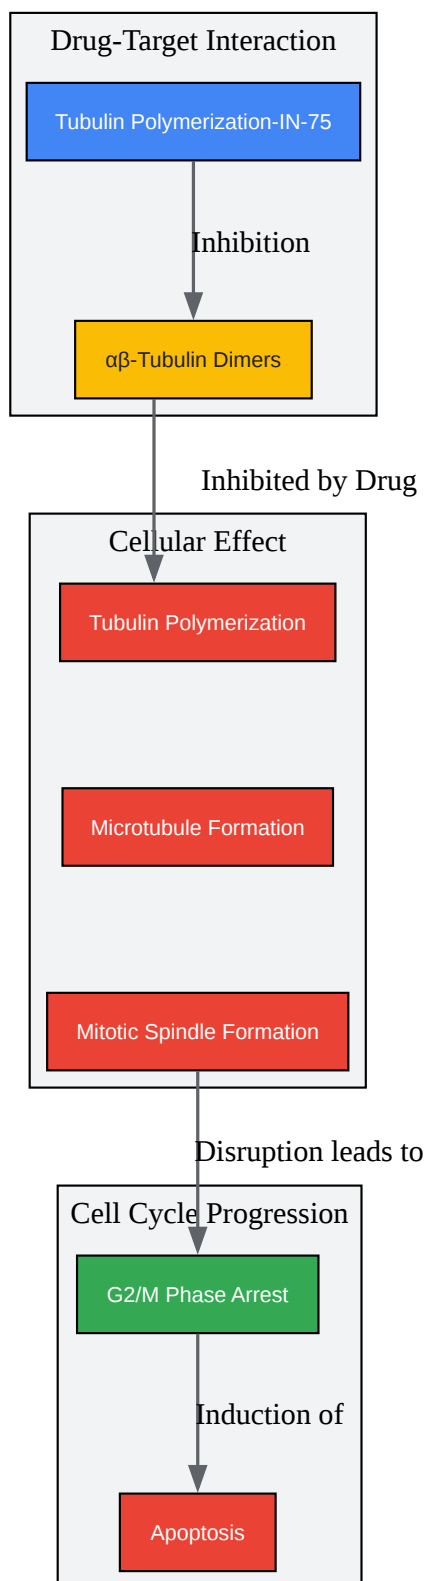 Drug-Target Interaction
Tubulin Polymerization-IN-75
Inhibition
αβ-Tubulin Dimers
Inhibited by Drug
Cellular Effect
Tubulin Polymerization
Microtubule Formation
Mitotic Spindle Formation
Disruption leads to
Cell Cycle Progression
G2/M Phase Arrest
Induction of
Apoptosis